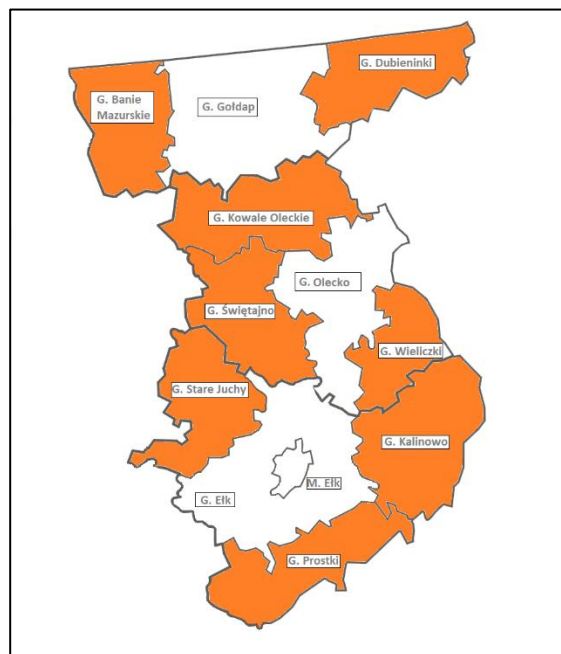 G. Dubieninki
G. Banie
Mazurskie
G. Gołdap
G. Kowale Oleckie
G. Olecko
G. Świętajno
G. Wieliczki
G. Stare Juchy
G. Kalinowo
M. Ełk
G. Ełk
G. Prostki